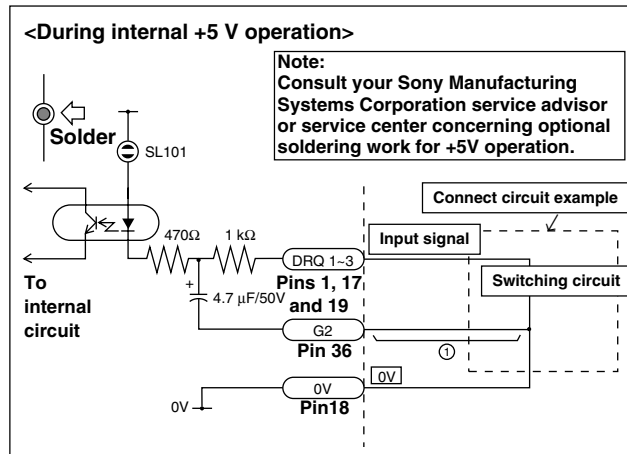 <During internal +5 V operation>
Note:
Consult your Sony Manufacturing
Systems Corporation service advisor
or service center concerning optional
soldering work for +5V operation.
Solder
SL101
Connect circuit example
470Ω
1 kΩ
Input signal
DRQ 1~3
Switching circuit
To
internal
circuit
+
4.7 μF/50V
Pins 1, 17
and 19
G2
Pin 36
①
0V
0V
0V
Pin18